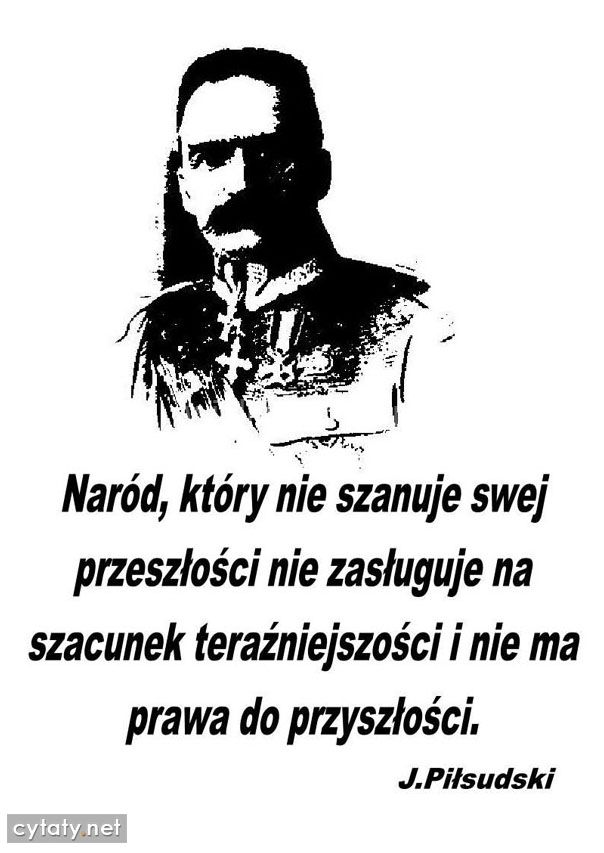 Naród, który nie szanuje swej
przeszłości nie zasługuje na
szacunek teraźniejszości i nie ma
prawa do przyszłości.
J.Piłsudski
cytaty.net